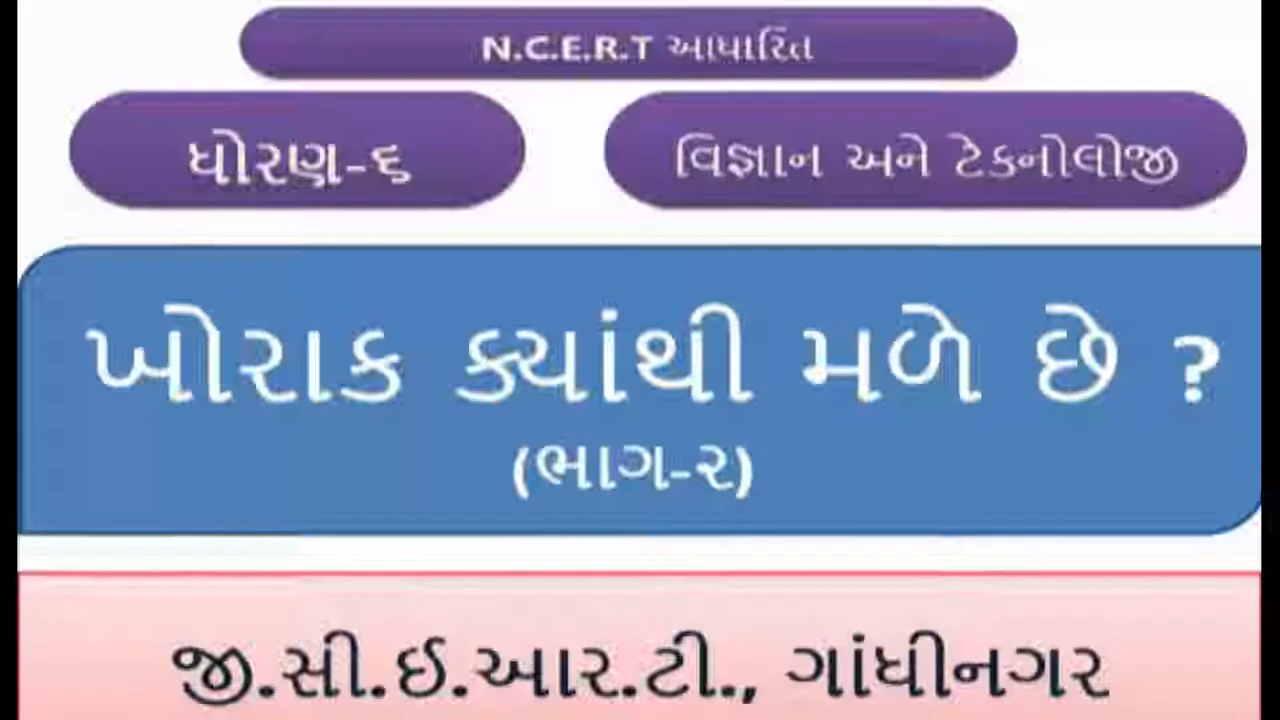 N.C.E.R.T આધારિત
ધોરણ-૬
વિજ્ઞાન અને ટેકનોલોજી
ખોરાક ક્યાંથી મળે છે ?
(ભાગ-૨)
જી.સી.ઈ.આર.ટી., ગાંધીનગર